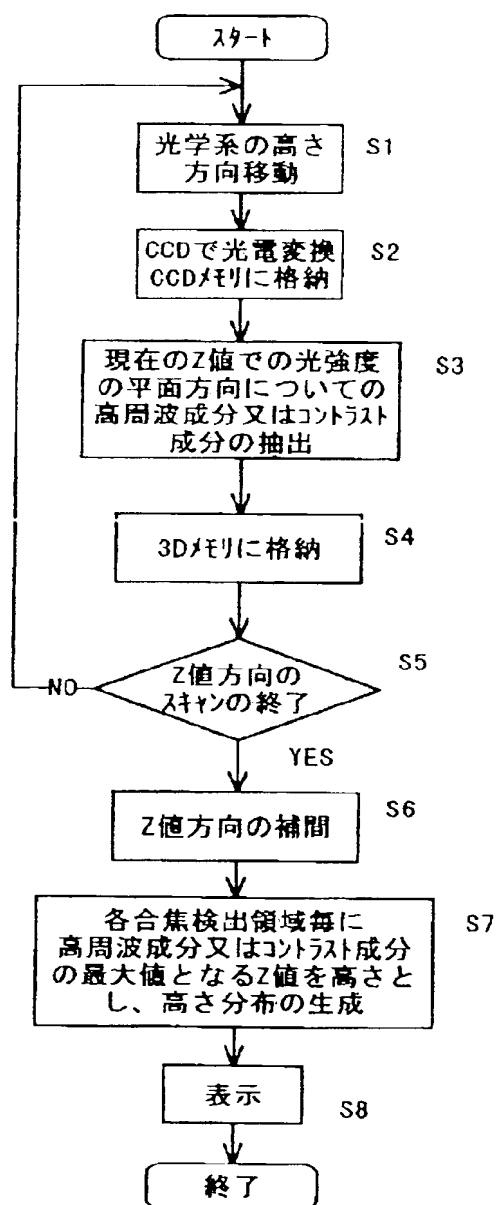 スタート
光学系の高さ
方向移動
S1
CCDで光電変換
CCDメモリに格納
S2
現在のZ値での光強度
の平面方向についての
高周波成分又はコントラスト
成分の抽出
S3
3Dメモリに格納
S4
Z値方向の
スキャンの終了
S5
NO
YES
Z値方向の補間
S6
各合焦検出領域毎に
高周波成分又はコントラスト成分
の最大値となるZ値を高さと
し、高さ分布の生成
S7
表示
S8
終了